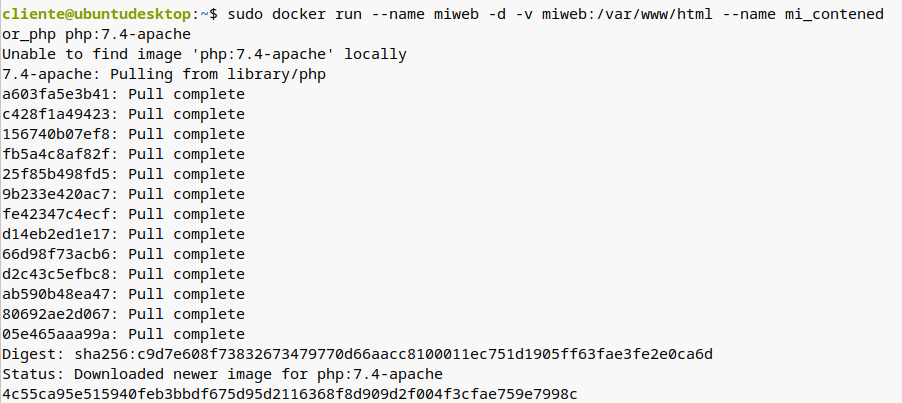 cliente@ubuntudesktop:~$ sudo docker run --name miweb -d -v miweb:/var/www/html --name mi_contened
or_php php:7.4-apache
Unable to find image 'php:7.4-apache' locally
7.4-apache: Pulling from library/php
a603fa5e3b41: Pull complete
c428f1a49423: Pull complete
156740b07ef8: Pull complete
fb5a4c8af82f: Pull complete
25f85b498fd5: Pull complete
9b233e420ac7: Pull complete
fe42347c4ecf: Pull complete
d14eb2ed1e17: Pull complete
66d98f73acb6: Pull complete
d2c43c5efbc8: Pull complete
ab590b48ea47: Pull complete
80692ae2d067: Pull complete
05e465aaa99a: Pull complete
Digest: sha256:c9d7e608f73832673479770d66aacc8100011ec751d1905ff63fae3fe2e0ca6d
Status: Downloaded newer image for php:7.4-apache
4c55ca95e515940feb3bbdf675d95d2116368f8d909d2f004f3cfae759e7998c